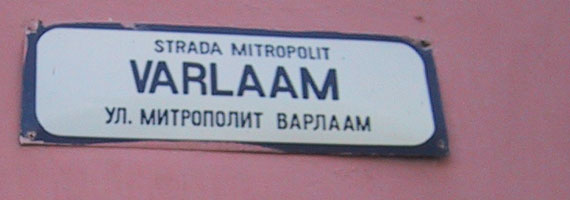 STRADA MITROPOLIT
VARLAAM
УЛ. МИТРОПОЛИТ ВАРЛААМ